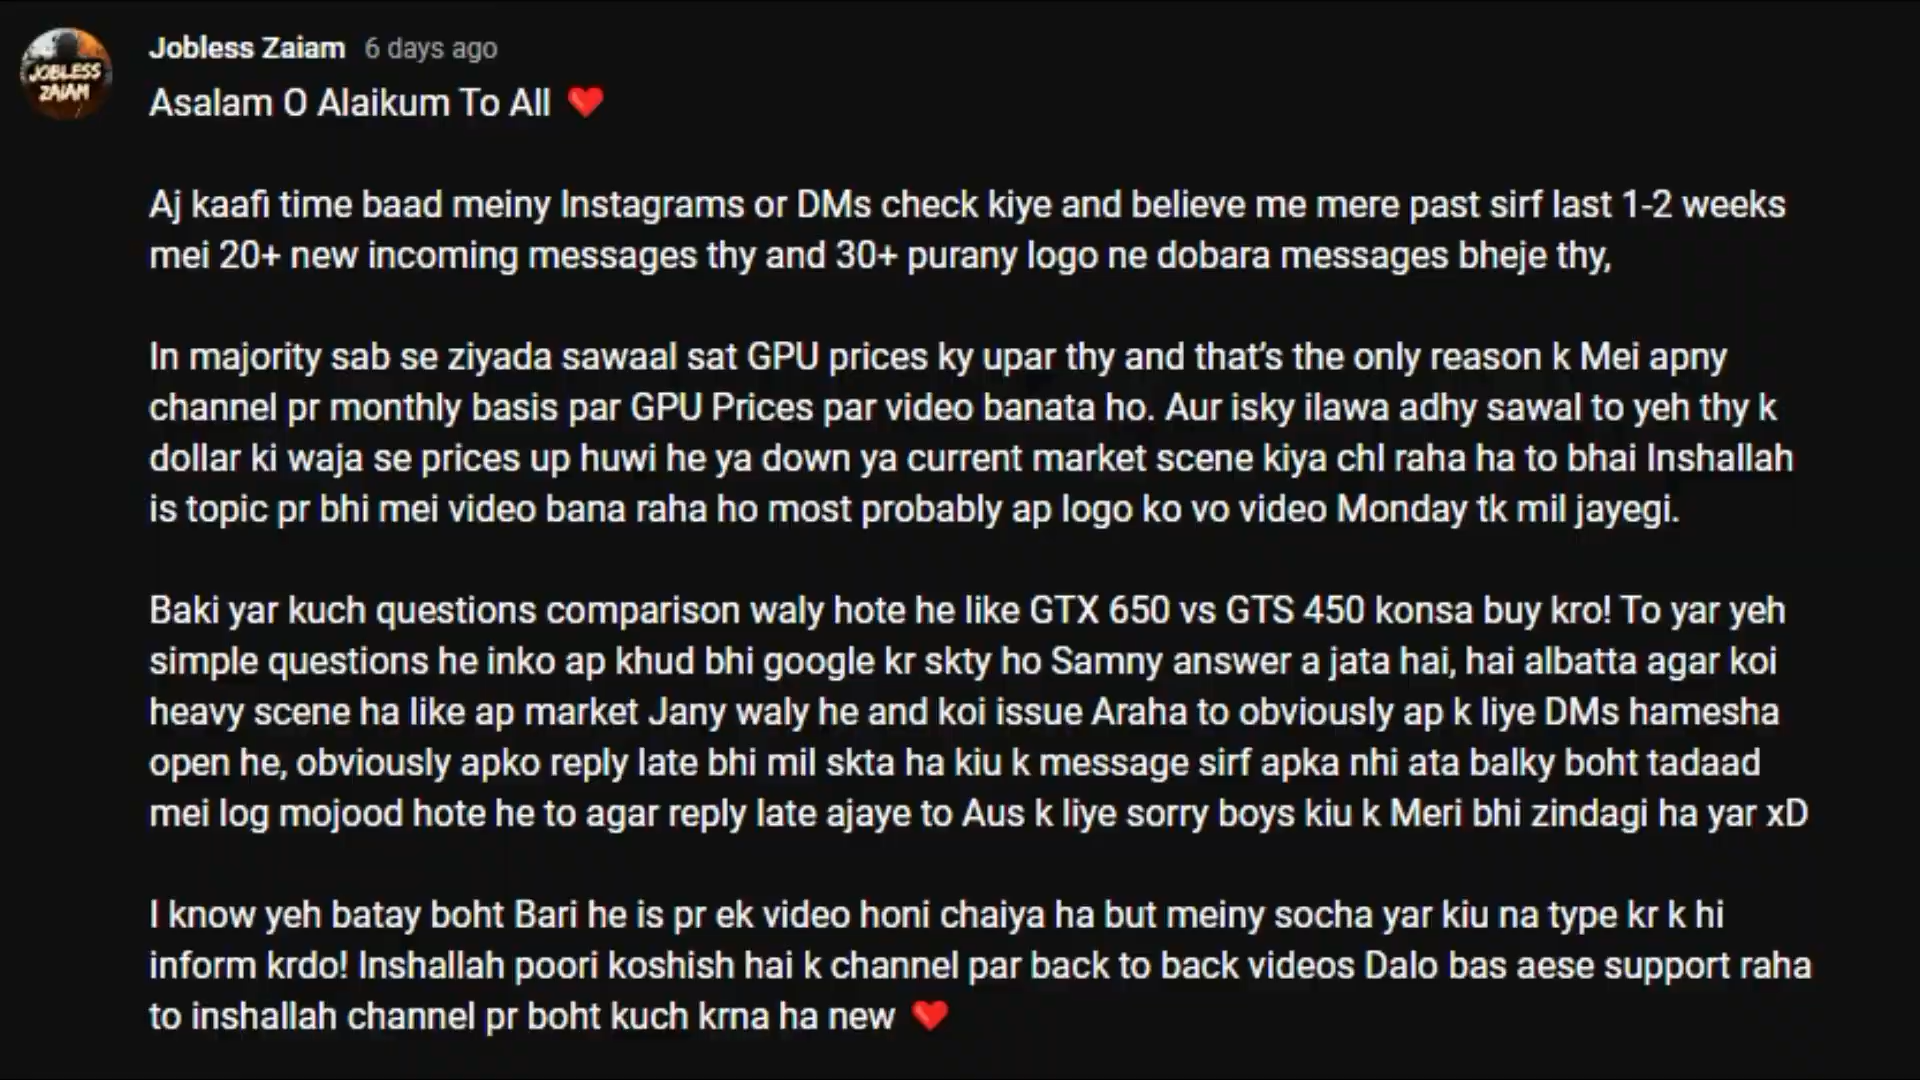 JOBLESS
ZAIAM
Jobless Zaiam 6 days ago
Asalam O Alaikum To All ❤️
Aj kaafi time baad meiny Instagrams or DMs check kiye and believe me mere past sirf last 1-2 weeks
mei 20+ new incoming messages thy and 30+ purany logo ne dobara messages bheje thy,
In majority sab se ziyada sawaal sat GPU prices ky upar thy and that's the only reason k Mei apny
channel pr monthly basis par GPU Prices par video banata ho. Aur isky ilawa adhy sawal to yeh thy k
dollar ki waja se prices up huwi he ya down ya current market scene kiya chl raha ha to bhai Inshallah
is topic pr bhi mei video bana raha ho most probably ap logo ko vo video Monday tk mil jayegi.
Baki yar kuch questions comparison waly hote he like GTX 650 vs GTS 450 konsa buy kro! To yar yeh
simple questions he inko ap khud bhi google kr skty ho Samny answer a jata hai, hai albatta agar koi
heavy scene ha like ap market Jany waly he and koi issue Araha to obviously ap k liye DMs hamesha
open he, obviously apko reply late bhi mil skta ha kiu k message sirf apka nhi ata balky boht tadaad
mei log mojood hote he to agar reply late ajaye to Aus k liye sorry boys kiu k Meri bhi zindagi ha yar xD
I know yeh batay boht Bari he is pr ek video honi chaiya ha but meiny socha yar kiu na type kr k hi
inform krdo! Inshallah poori koshish hai k channel par back to back videos Dalo bas aese support raha
to inshallah channel pr boht kuch krna ha new ❤️